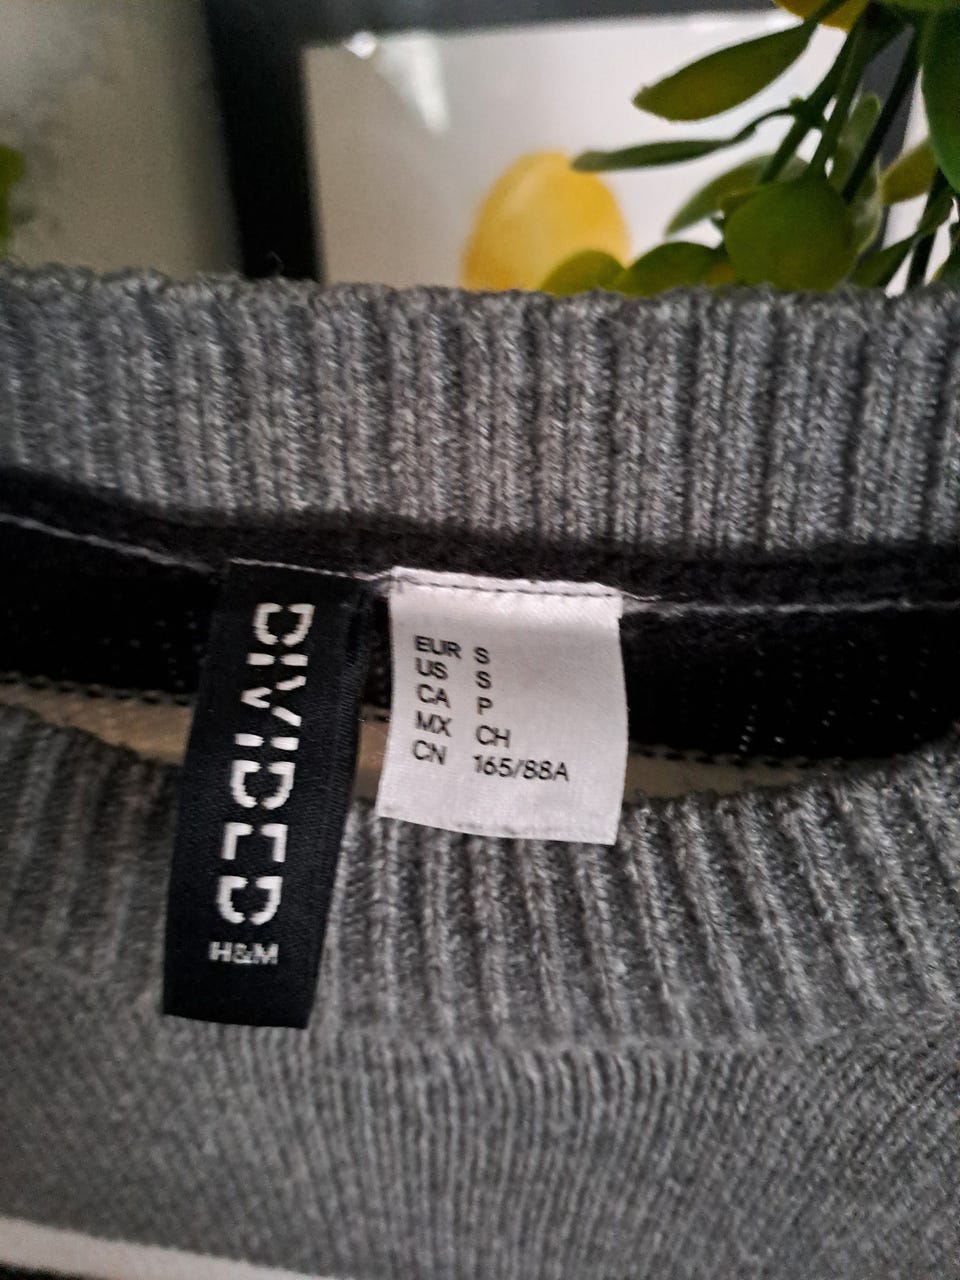 DIVIDED
H&M
EUR S
US S
CA P
MX CH
CN 165/88A